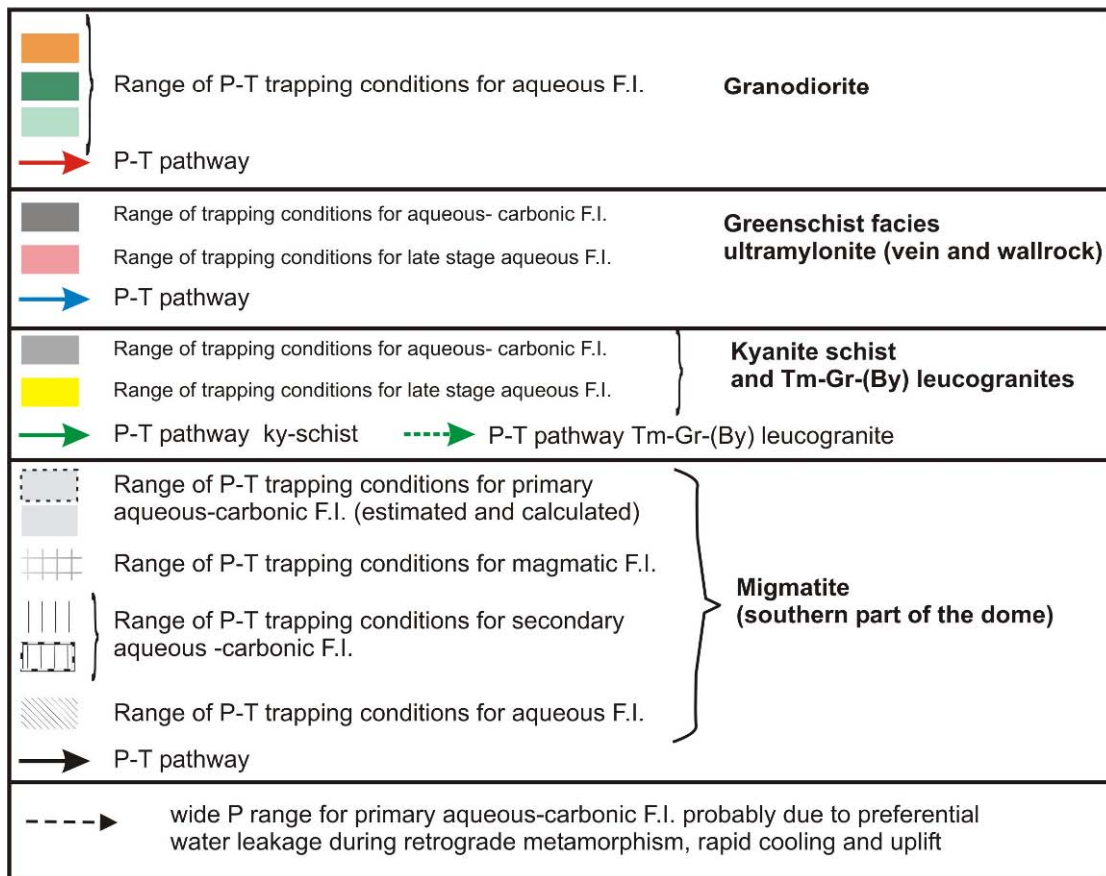 Range of P-T trapping conditions for aqueous F.I.
Granodiorite
P-T pathway
Range of trapping conditions for aqueous- carbonic F.I.
Greenschist facies
ultramylonite (vein and wallrock)
Range of trapping conditions for late stage aqueous F.I.
P-T pathway
Range of trapping conditions for aqueous- carbonic F.I.
Kyanite schist
and Tm-Gr-(By) leucogranites
Range of trapping conditions for late stage aqueous F.I.
P-T pathway ky-schist
P-T pathway Tm-Gr-(By) leucogranite
Range of P-T trapping conditions for primary
aqueous-carbonic F.I. (estimated and calculated)
Range of P-T trapping conditions for magmatic F.I.
Migmatite
(southern part of the dome)
Range of P-T trapping conditions for secondary
aqueous -carbonic F.I.
Range of P-T trapping conditions for aqueous F.I.
P-T pathway
wide P range for primary aqueous-carbonic F.I. probably due to preferential
water leakage during retrograde metamorphism, rapid cooling and uplift